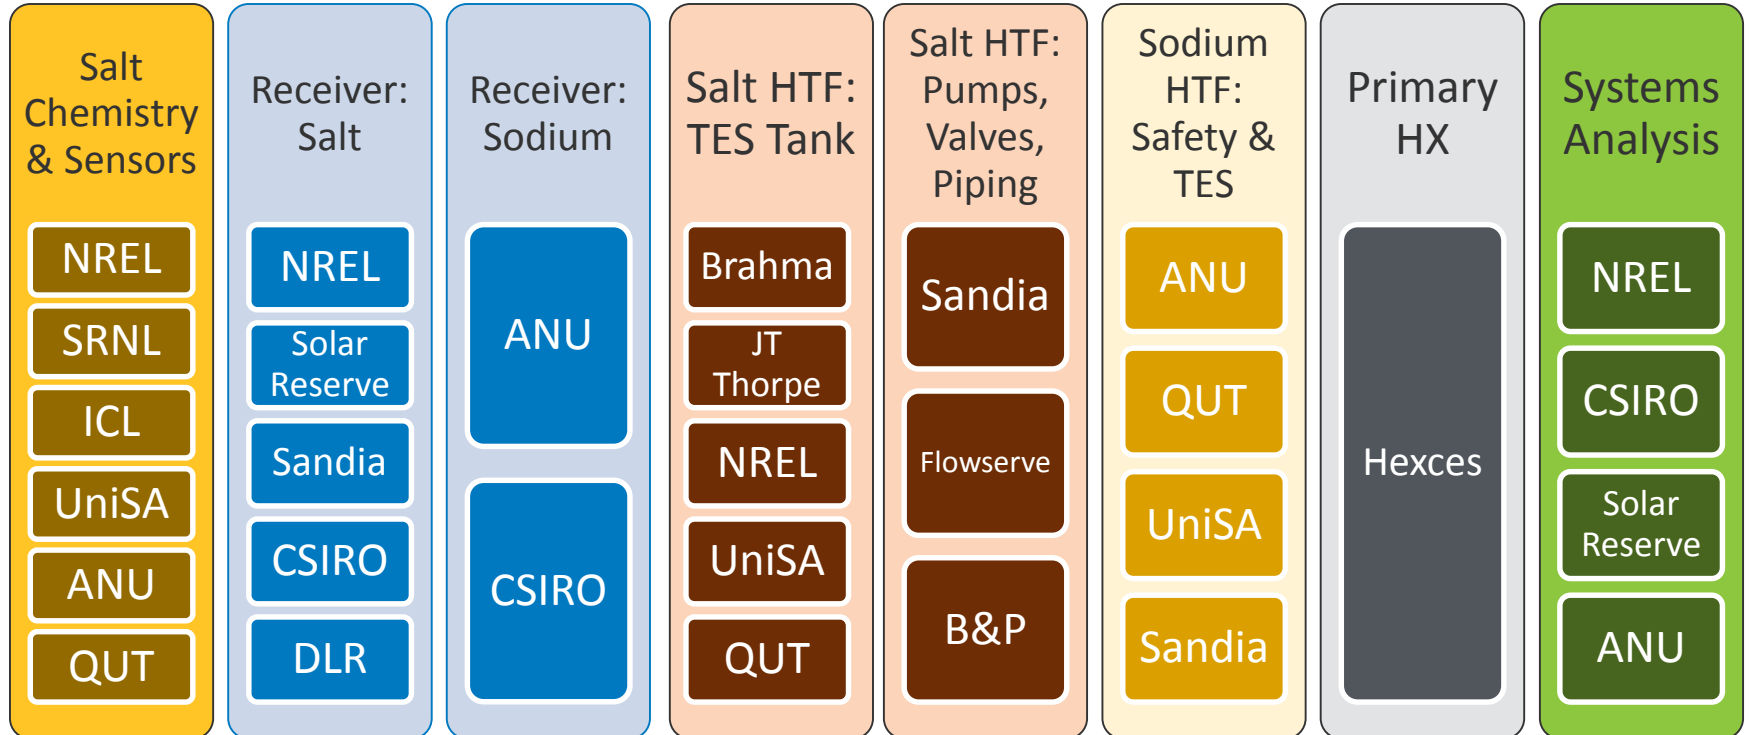 Salt
Chemistry
& Sensors
NREL
SRNL
ICL
UniSA
ANU
QUT
Receiver:
Salt
NREL
Solar
Reserve
Sandia
CSIRO
DLR
Receiver:
Sodium
ANU
CSIRO
Salt HTF:
TES Tank
Brahma
JT
Thorpe
NREL
UniSA
QUT
Salt HTF:
Pumps,
Valves,
Piping
Sandia
Flowserve
B&P
Sodium
HTF:
Safety &
TES
ANU
QUT
UniSA
Sandia
Primary
HX
Hexces
Systems
Analysis
NREL
CSIRO
Solar
Reserve
ANU